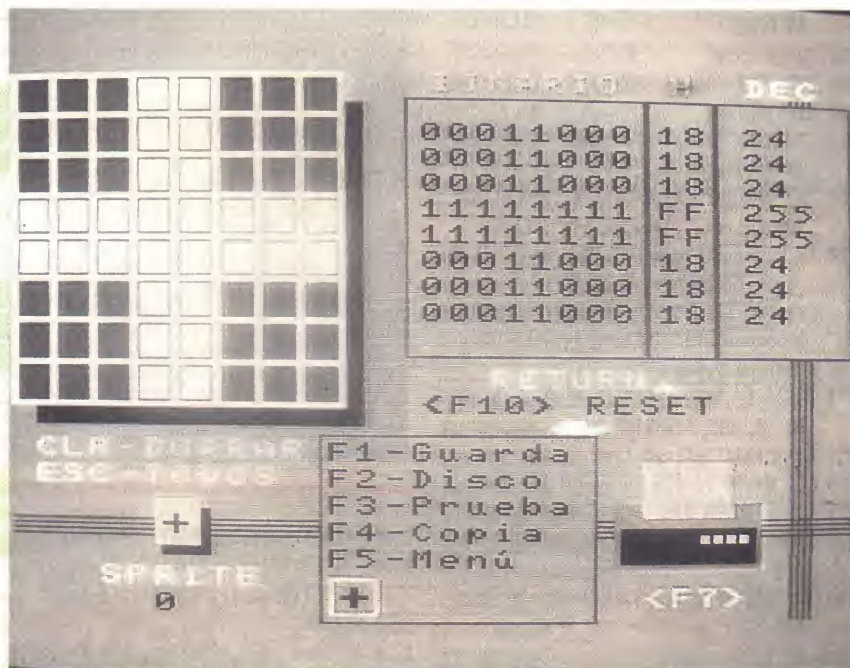 BINARIO DEC
00011000 18 24
00011000 18 24
00011000 18 24
11111111 FF 255
11111111 FF 255
00011000 18 24
00011000 18 24
00011000 18 24
RETURN
<F10> RESET
BORRAR
ESC
F1-Guarda
F2-Disco
F3-Prueba
F4-Copia
F5-Menú
SPRITE
0
<F7>